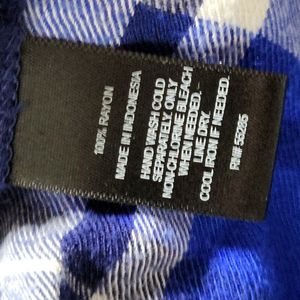 100% RAYON
MADE IN INDONESIA
HAND WASH COLD
SEPARATELY. ONLY
NON-CHLORINE BLEACH
WHEN NEEDED.
LINE DRY.
COOL IRON IF NEEDED.
RN# 55285